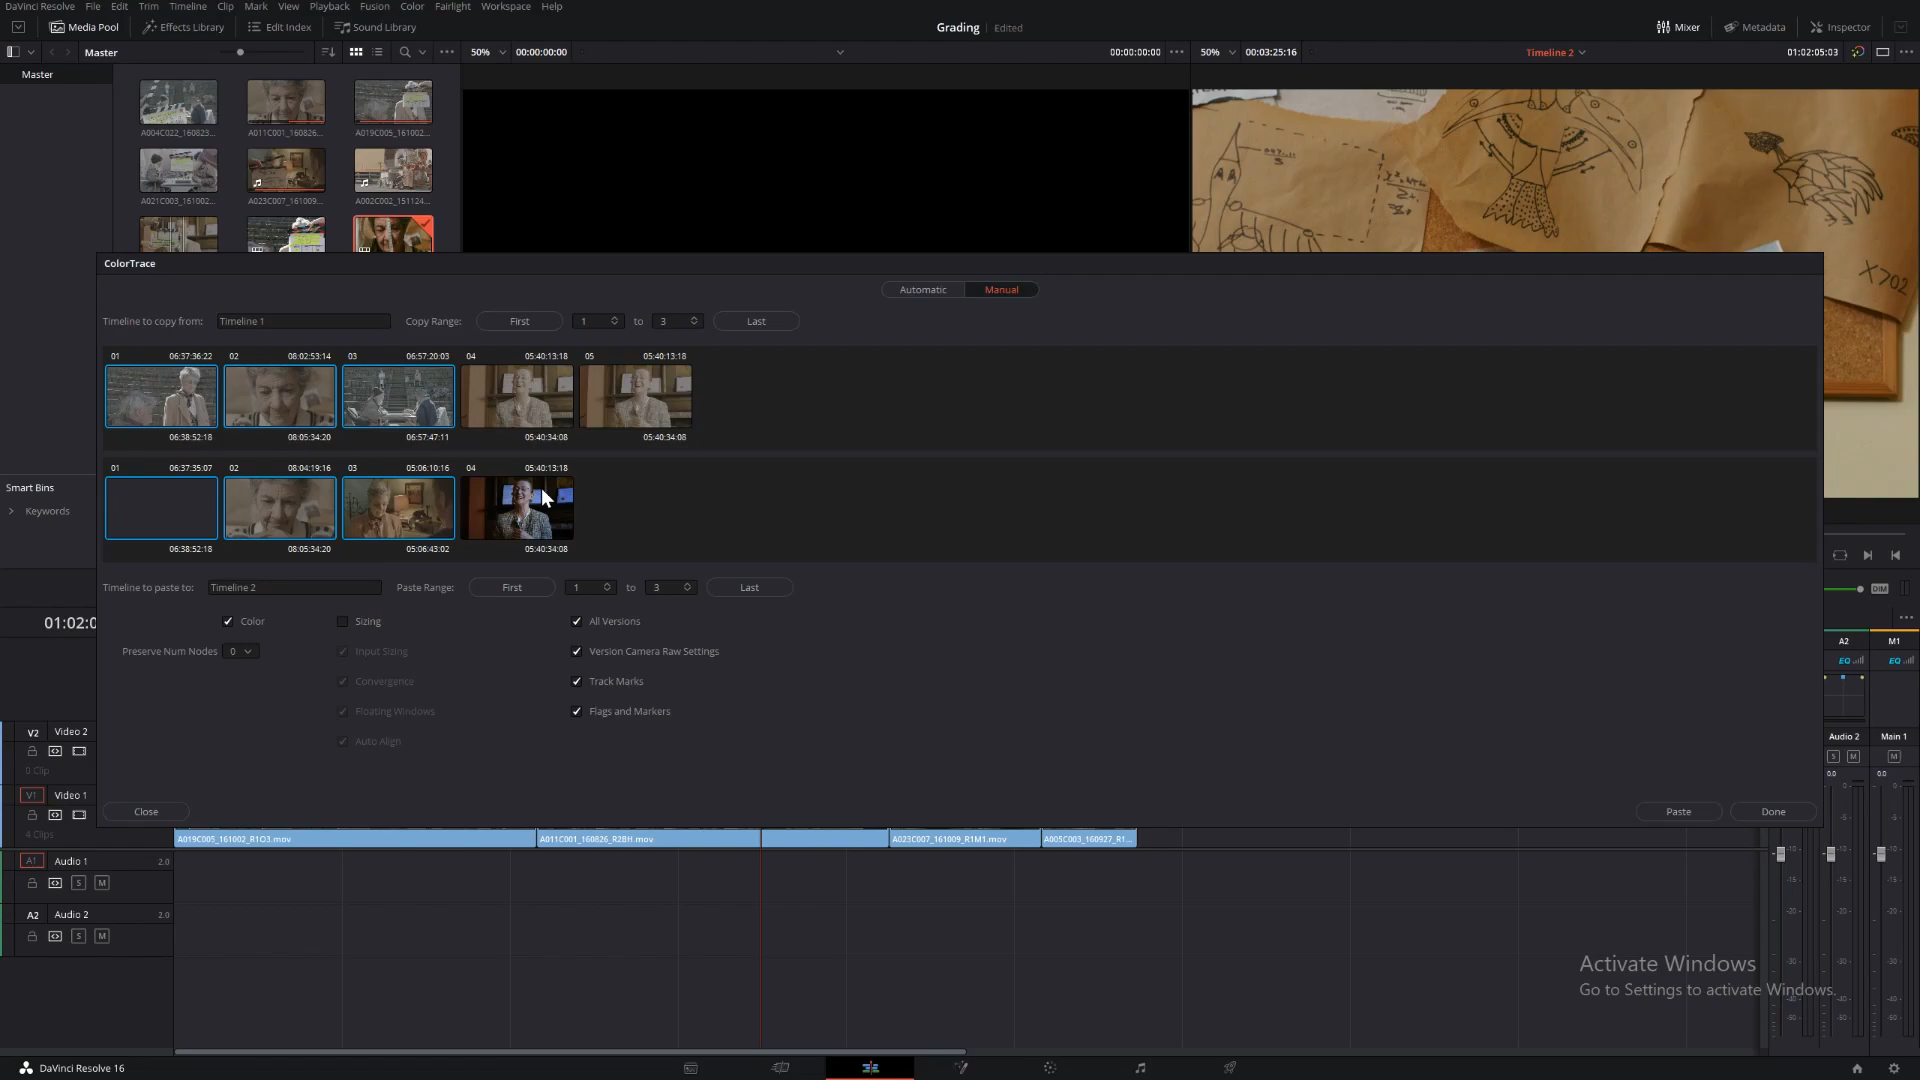 DaVinci Resolve File Edit Trim Timeline Clip Mark View Playback Fusion Color Fairlight Workspace Help
Media Pool Effects Library Edit Index Sound Library Grading Edited Mixer Metadata Inspector
Master 50% 00:00:00:00 00:00:00:00 50% 00:03:25:16 Timeline 2 01:02:05:03
Master
A004C022_160823... A011C001_160826... A019C005_161002...
A021C003_161002... A023C007_161009... A002C002_151124...
X702
ColorTrace
Automatic Manual
Timeline to copy from: Timeline 1 Copy Range: First 1 to 3 Last
01 06:37:36:22 02 08:02:53:14 03 06:57:20:03 04 05:40:13:18 05 05:40:13:18
06:38:52:18 08:05:34:20 06:57:47:11 05:40:34:08 05:40:34:08
01 06:37:35:07 02 08:04:19:16 03 05:06:10:16 04 05:40:13:18
06:38:52:18 08:05:34:20 05:06:43:02 05:40:34:08
Smart Bins
Keywords
Timeline to paste to: Timeline 2 Paste Range: First 1 to 3 Last
DIM
01:02:0
Color Sizing All Versions
Preserve Num Nodes 0 Input Sizing Version Camera Raw Settings
Convergence Track Marks
Floating Windows Flags and Markers
Auto Align
A2 M1
EQ EQ
V2 Video 2
0 Clip
Audio 2 Main 1
S M M
0.0 0.0
V1 Video 1
4 Clips
Close Paste Done
A019C005_161002_R1O3.mov A011C001_160826_R2BH.mov A023C007_161009_R1M1.mov A005C003_160927_R1...
A1 Audio 1 2.0
S M
A2 Audio 2 2.0
S M
Activate Windows
Go to Settings to activate Windows.
DaVinci Resolve 16